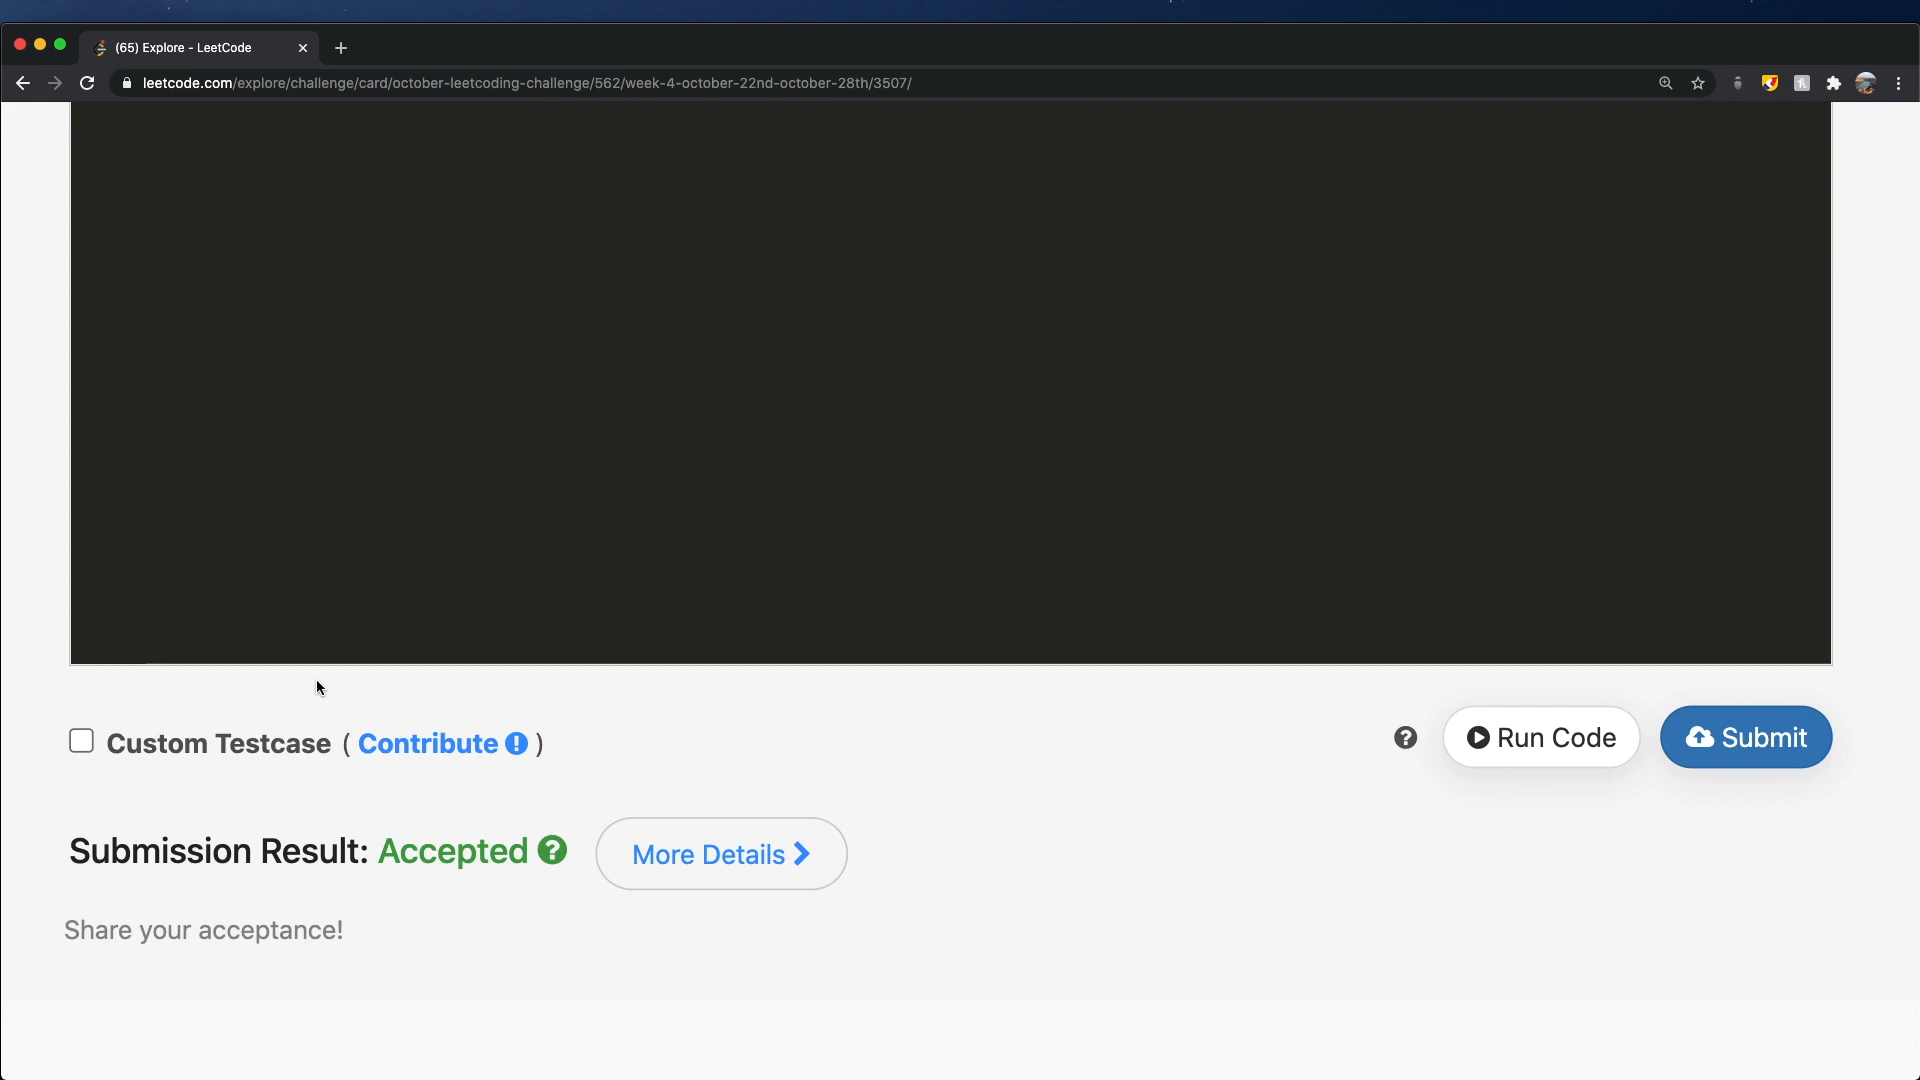 (65) Explore - LeetCode
leetcode.com/explore/challenge/card/october-leetcoding-challenge/562/week-4-october-22nd-october-28th/3507/
Custom Testcase ( Contribute )
Run Code
Submit
Submission Result: Accepted
More Details
Share your acceptance!